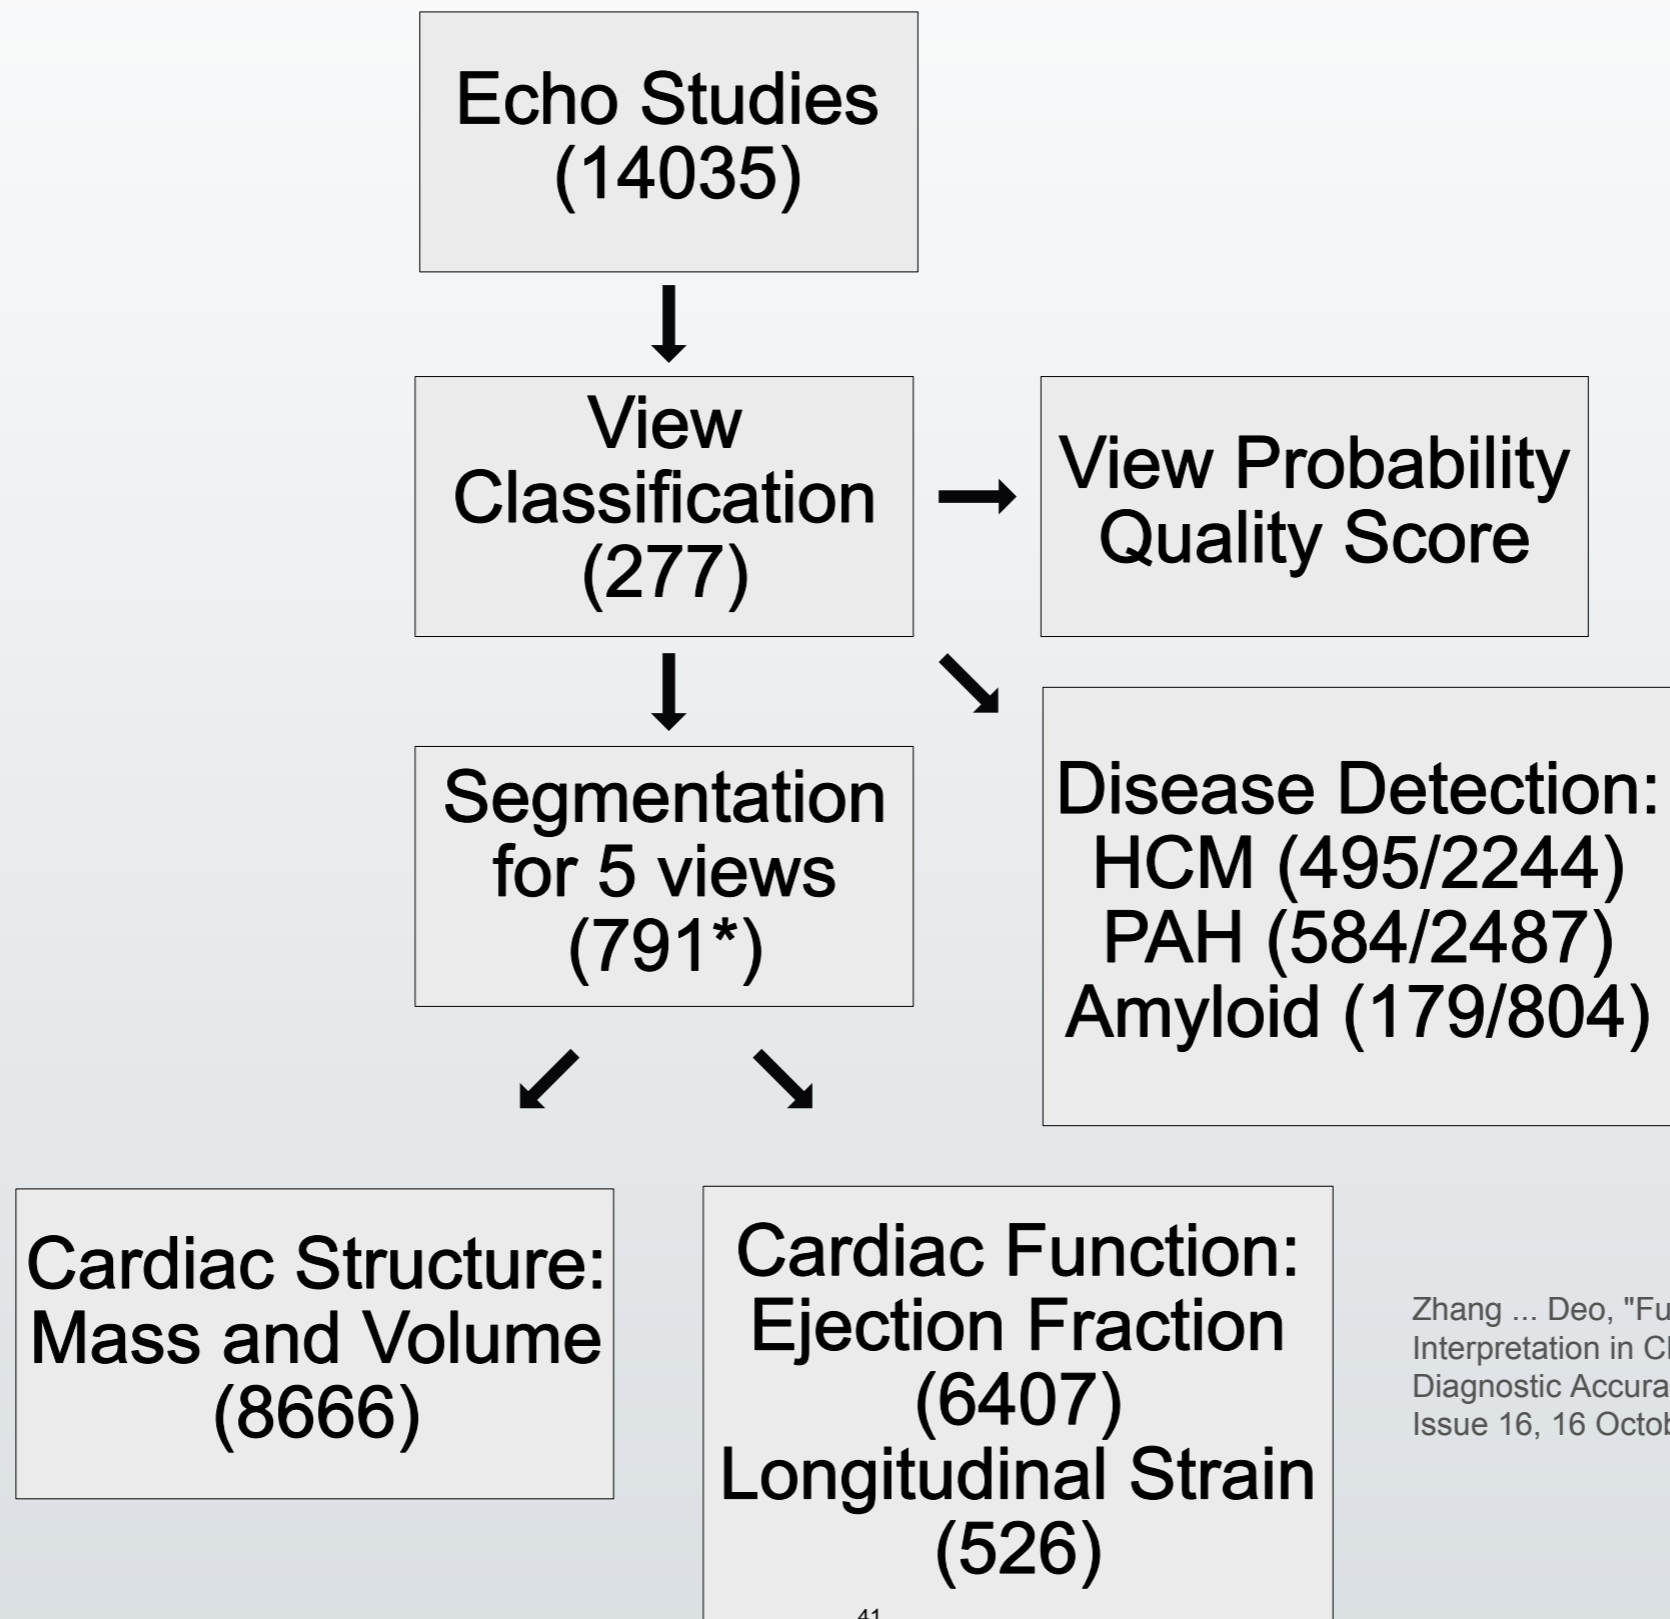 Echo Studies
(14035)
View
Classification
(277)
View Probability
Quality Score
Segmentation
for 5 views
(791*)
Disease Detection:
HCM (495/2244)
PAH (584/2487)
Amyloid (179/804)
Cardiac Structure:
Mass and Volume
(8666)
Cardiac Function:
Ejection Fraction
(6407)
Longitudinal Strain
(526)
Zhang ... Deo, "Fu
Interpretation in
Diagnostic Accura
Issue 16, 16 Octo
41